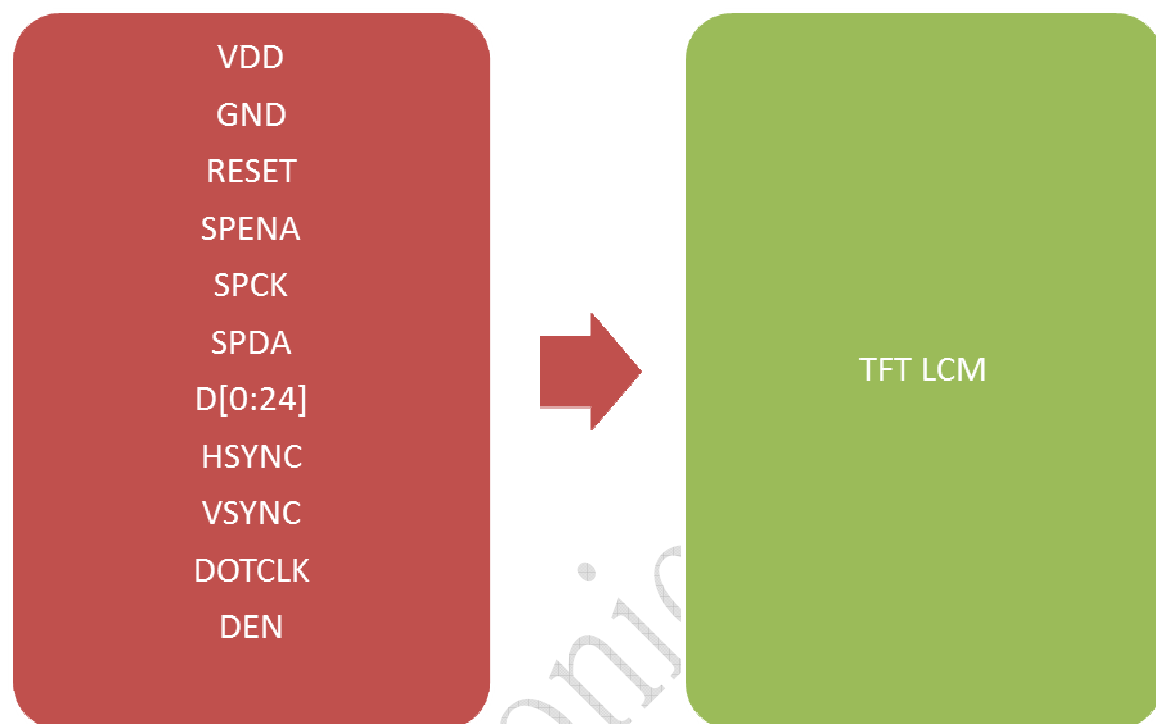 VDD
GND
RESET
SPENA
SPCK
SPDA
D[0:24]
HSYNC
VSYNC
DOTCLK
DEN
TFT LCM